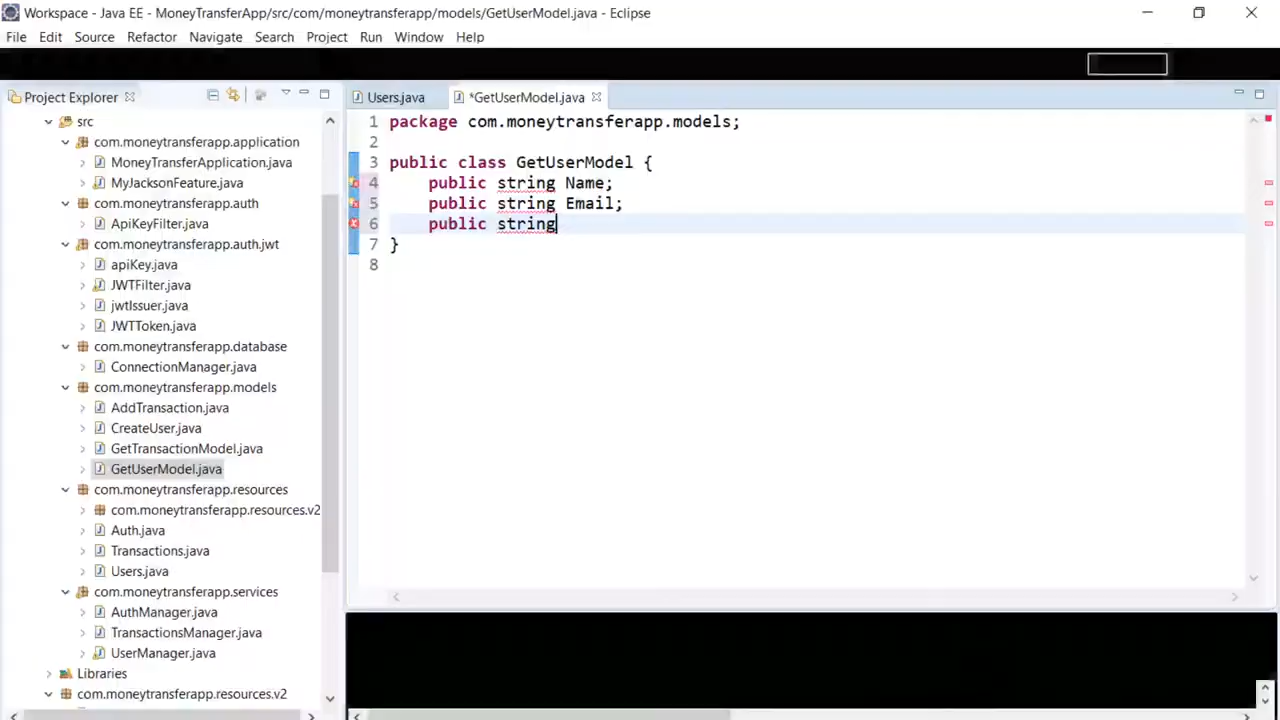 Workspace - Java EE - MoneyTransferApp/src/com/moneytransferapp/models/GetUserModel.java - Eclipse
File Edit Source Refactor Navigate Search Project Run Window Help
Project Explorer
src
com.moneytransferapp.application
MoneyTransferApplication.java
MyJacksonFeature.java
com.moneytransferapp.auth
ApiKeyFilter.java
com.moneytransferapp.auth.jwt
apiKey.java
JWTFilter.java
jwtIssuer.java
JWTToken.java
com.moneytransferapp.database
ConnectionManager.java
com.moneytransferapp.models
AddTransaction.java
CreateUser.java
GetTransactionModel.java
GetUserModel.java
com.moneytransferapp.resources
com.moneytransferapp.resources.v2
Auth.java
Transactions.java
Users.java
com.moneytransferapp.services
AuthManager.java
TransactionsManager.java
UserManager.java
Libraries
com.moneytransferapp.resources.v2
Users.java *GetUserModel.java
1 package com.moneytransferapp.models;
2
3 public class GetUserModel {
4 public string Name;
5 public string Email;
6 public string
7 }
8